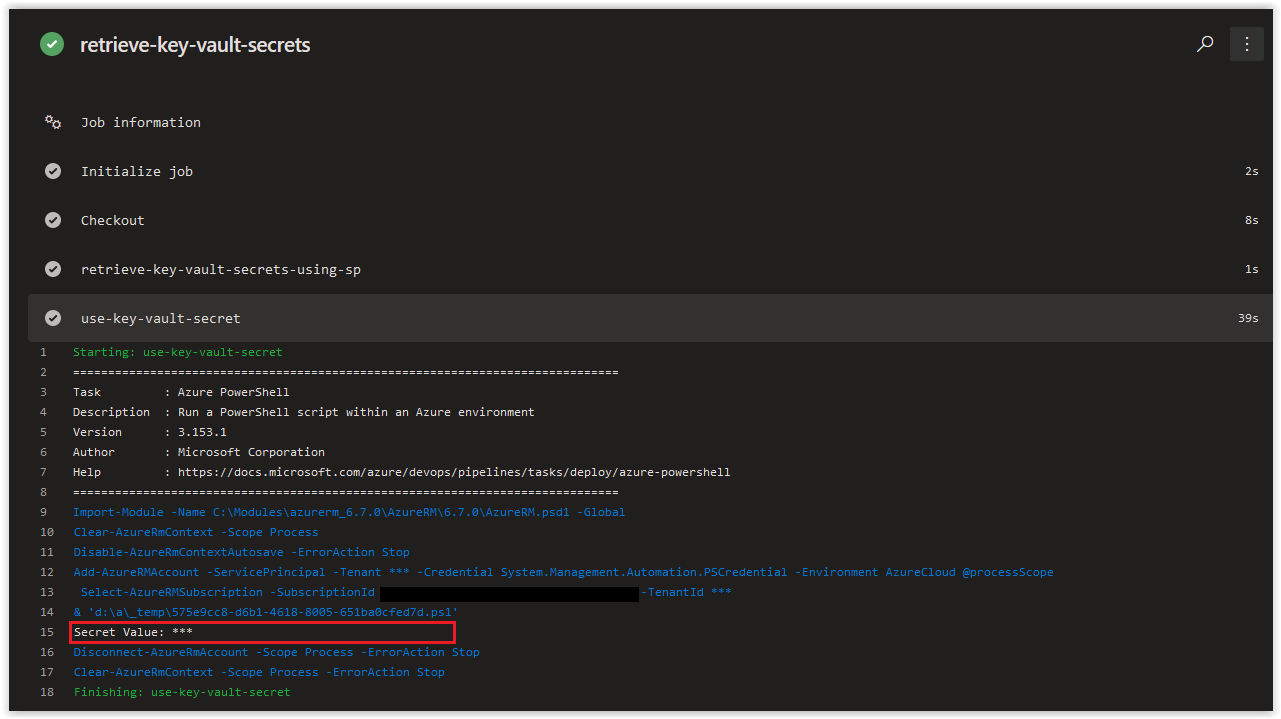 retrieve-key-vault-secrets
Job information
Initialize job 2s
Checkout 8s
retrieve-key-vault-secrets-using-sp 1s
use-key-vault-secret 39s
1 Starting: use-key-vault-secret
2 ==============================================================================
3 Task : Azure PowerShell
4 Description : Run a PowerShell script within an Azure environment
5 Version : 3.153.1
6 Author : Microsoft Corporation
7 Help : https://docs.microsoft.com/azure/devops/pipelines/tasks/deploy/azure-powershell
8 ==============================================================================
9 Import-Module -Name C:\Modules\azurerm_6.7.0\AzureRM\6.7.0\AzureRM.psd1 -Global
10 Clear-AzureRmContext -Scope Process
11 Disable-AzureRmContextAutosave -ErrorAction Stop
12 Add-AzureRMAccount -ServicePrincipal -Tenant *** -Credential System.Management.Automation.PSCredential -Environment AzureCloud @processScope
13 Select-AzureRMSubscription -SubscriptionId -TenantId ***
14 & 'd:\a\_temp\575e9cc8-d6b1-4618-8005-651ba0cfed7d.ps1'
15 Secret Value: ***
16 Disconnect-AzureRmAccount -Scope Process -ErrorAction Stop
17 Clear-AzureRmContext -Scope Process -ErrorAction Stop
18 Finishing: use-key-vault-secret